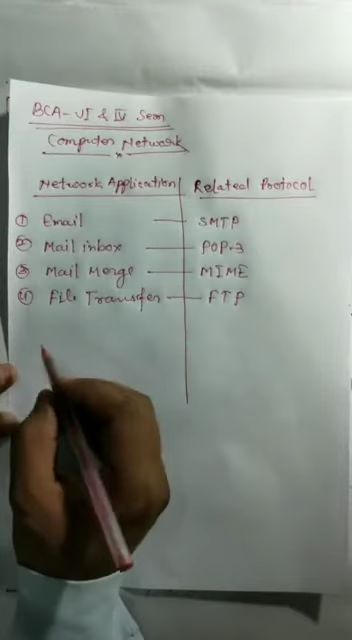 BCA-VI & IV Sem
Computer Network
Network Application Related Protocol
① Email — SMTP
② Mail inbox — POP-3
③ Mail Merge — MIME
④ File Transfer — FTP